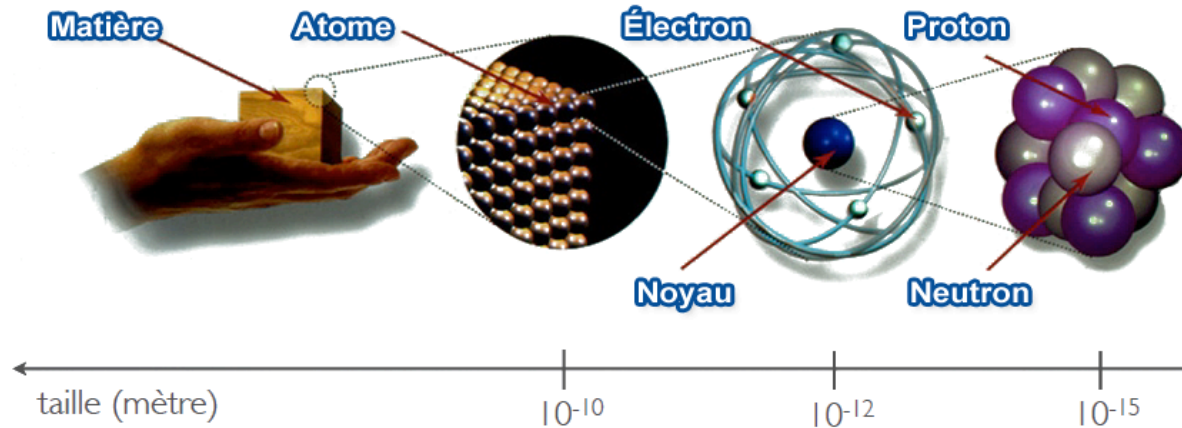 Matière
Atome
Électron
Proton
Noyau
Neutron
taille (mètre)
10⁻¹⁰
10⁻¹²
10⁻¹⁵